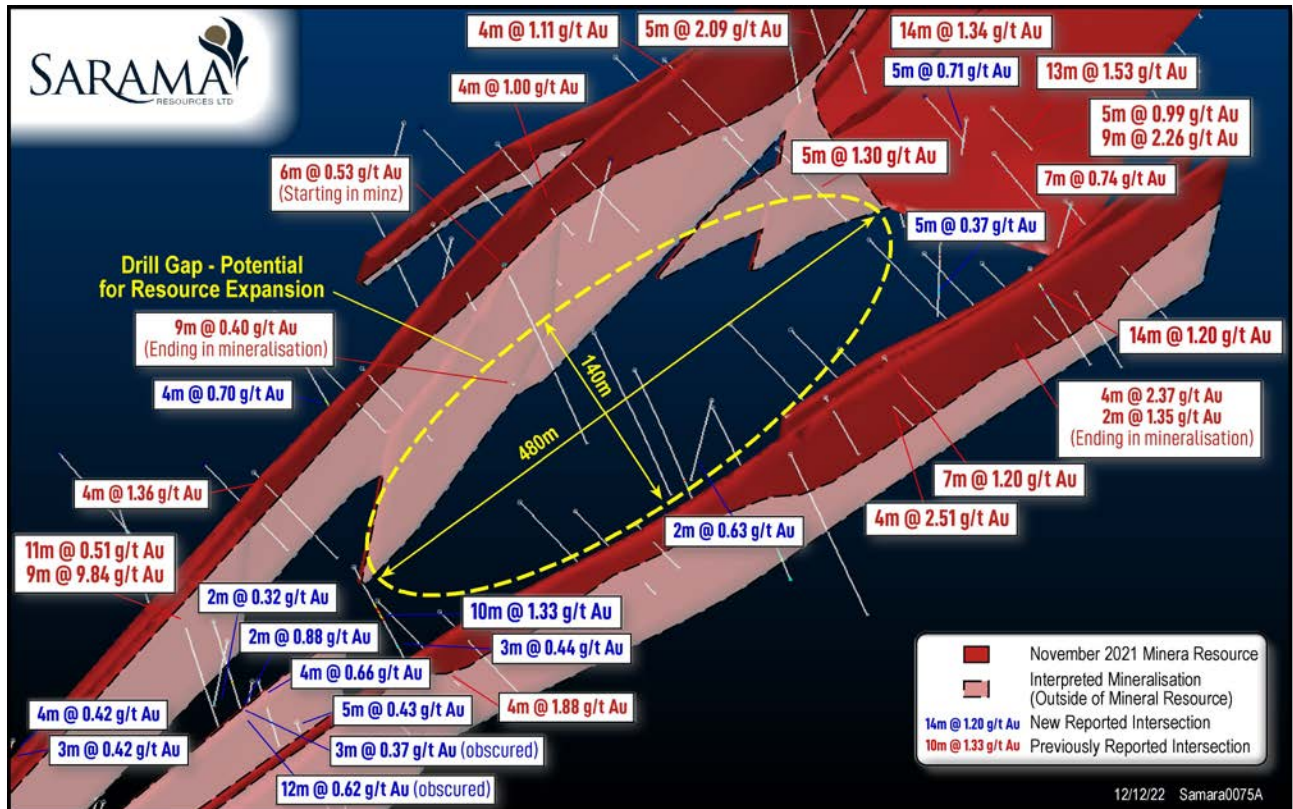 SARAMA
RESOURCES LTD
4m @ 1.11 g/t Au
5m @ 2.09 g/t Au
14m @ 1.34 g/t Au
5m @ 0.71 g/t Au
13m @ 1.53 g/t Au
4m @ 1.00 g/t Au
5m @ 0.99 g/t Au
9m @ 2.26 g/t Au
5m @ 1.30 g/t Au
6m @ 0.53 g/t Au
(Starting in minz)
7m @ 0.74 g/t Au
5m @ 0.37 g/t Au
Drill Gap - Potential
for Resource Expansion
9m @ 0.40 g/t Au
(Ending in mineralisation)
14m @ 1.20 g/t Au
140m
480m
4m @ 0.70 g/t Au
4m @ 2.37 g/t Au
2m @ 1.35 g/t Au
(Ending in mineralisation)
7m @ 1.20 g/t Au
4m @ 1.36 g/t Au
4m @ 2.51 g/t Au
2m @ 0.63 g/t Au
11m @ 0.51 g/t Au
9m @ 9.84 g/t Au
2m @ 0.32 g/t Au
10m @ 1.33 g/t Au
2m @ 0.88 g/t Au
3m @ 0.44 g/t Au
4m @ 0.66 g/t Au
4m @ 1.88 g/t Au
4m @ 0.42 g/t Au
5m @ 0.43 g/t Au
3m @ 0.42 g/t Au
3m @ 0.37 g/t Au (obscured)
12m @ 0.62 g/t Au (obscured)
November 2021 Minera Resource
Interpreted Mineralisation
(Outside of Mineral Resource)
14m @ 1.20 g/t Au New Reported Intersection
10m @ 1.33 g/t Au Previously Reported Intersection
12/12/22 Samara0075A